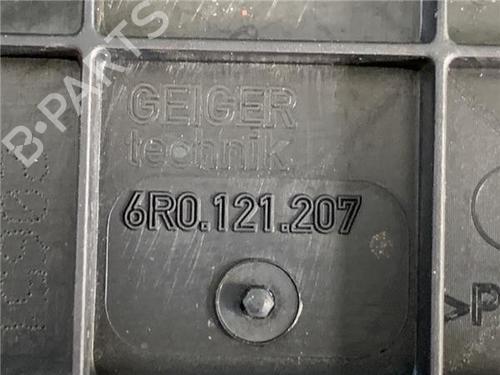 B-PARTS
GEIGER
technik
6R0.121.207
>P